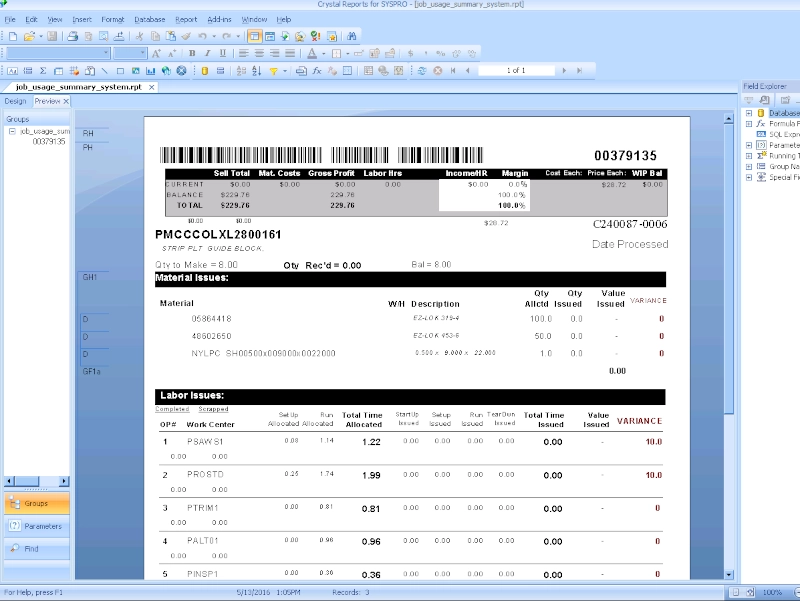 Crystal Reports for SYSPRO - [job_usage_summary_system.rpt]
File Edit View Insert Format Database Report Add-ins Window Help
1 of 1
job_usage_summary_system.rpt
Field Explorer
Design Preview
Groups
job_usage_sum
00379135
RH
PH
GH1
D
D
D
GF1a
Database
Formula F
SQL Expre
Paramete
Running T
Group Na
Special Fi
00379135
Sell Total Mat. Costs Gross Profit Labor Hrs Income/HR Margin Cost Each: Price Each: WIP Bal
CURRENT $0.00 $0.00 $0.00 0.00 $0.00 0.0% $28.72 $0.00
BALANCE $229.76 229.76 100.0%
TOTAL $229.76 229.76 100.0%
$0.00 $0.00 $28.72 C240087-0006
PMCCCOLXL2800161
STRIP PLT GUIDE BLOCK. Date Processed
Qty to Make = 8.00 Qty Rec'd = 0.00 Bal = 8.00
Material Issues:
Material W/H Description Qty Allctd Qty Issued Value Issued VARIANCE
05864418 EZ-LOK 319-4 100.0 0.0 - 0
48602650 EZ-LOK 453-6 50.0 0.0 - 0
NYLPC SH00500x009000x0022000 0.500 x 9.000 x 22.000 1.0 0.0 - 0
0.00
Labor Issues:
Completed Scrapped
OP# Work Center SetUp Allocated Run Allocated Total Time Allocated StartUp Issued Setup Issued Run Issued TearDwn Issued Total Time Issued Value Issued VARIANCE
1 PSAWS1 0.08 1.14 1.22 0.00 0.00 0.00 0.00 0.00 - 10.0
0.00 0.00
2 PROSTD 0.25 1.74 1.99 0.00 0.00 0.00 0.00 0.00 - 10.0
0.00 0.00
3 PTRIM1 0.00 0.81 0.81 0.00 0.00 0.00 0.00 0.00 - 0
0.00 0.00
4 PALT01 0.00 0.96 0.96 0.00 0.00 0.00 0.00 0.00 - 0
0.00 0.00
5 PINSP1 0.00 0.36 0.36 0.00 0.00 0.00 0.00 0.00 - 0
Groups
Parameters
Find
For Help, press F1 5/13/2016 1:05PM Records: 3 100%